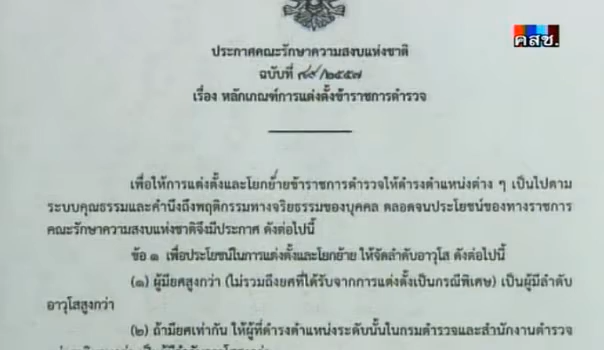 คสช.
ประกาศคณะรักษาความสงบแห่งชาติ
ฉบับที่ ๘๙/๒๕๕๗
เรื่อง หลักเกณฑ์การแต่งตั้งข้าราชการตำรวจ
เพื่อให้การแต่งตั้งและโยกย้ายข้าราชการตำรวจให้ดำรงตำแหน่งต่าง ๆ เป็นไปตาม
ระบบคุณธรรมและคำนึงถึงพฤติกรรมทางจริยธรรมของบุคคล ตลอดจนประโยชน์ของทางราชการ
คณะรักษาความสงบแห่งชาติจึงมีประกาศ ดังต่อไปนี้
ข้อ ๑ เพื่อประโยชน์ในการแต่งตั้งและโยกย้าย ให้จัดลำดับอาวุโส ดังต่อไปนี้
(๑) ผู้มียศสูงกว่า (ไม่รวมถึงยศที่ได้รับจากการแต่งตั้งเป็นกรณีพิเศษ) เป็นผู้มีลำดับ
อาวุโสสูงกว่า
(๒) ถ้ามียศเท่ากัน ให้ผู้ที่ดำรงตำแหน่งระดับนั้นในกรมตำรวจและสำนักงานตำรวจ